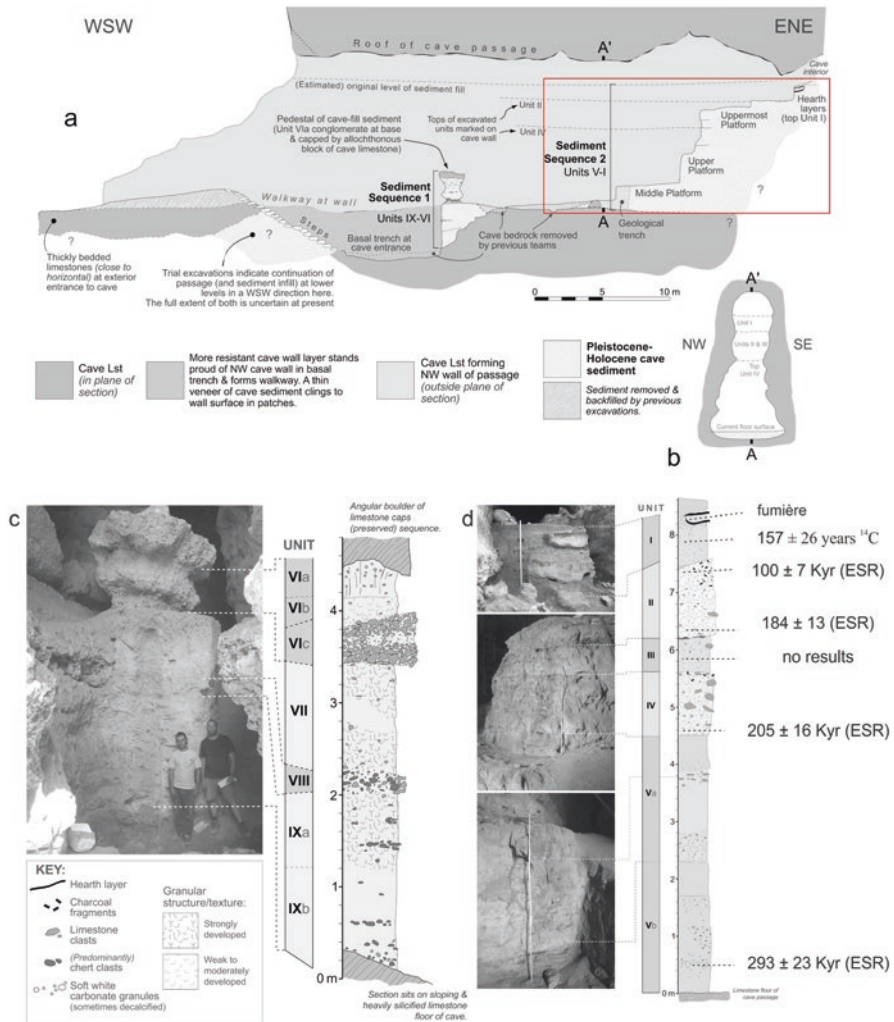 WSW
ENE
Roof of cave passage
A'
Cave
interior
(Estimated) original level of sediment fill
Unit II
Hearth
layers
(top Unit I)
a
Pedestal of cave-fill sediment
(Unit VIa conglomerate at base
& capped by allochthonous
block of cave limestone)
Tops of excavated
units marked on
cave wall
Unit IV
Uppermost
Platform
Sediment
Sequence 2
Units V-I
Upper
Platform
Sediment
Sequence 1
Units IX-VI
Walkway at wall
Middle Platform
?
Steps
A
Geological
trench
?
?
?
Basal trench at
cave entrance
Cave bedrock removed
by previous teams
Thickly bedded
limestones (close to
horizontal) at exterior
entrance to cave
Trial excavations indicate continuation of
passage (and sediment infill) at lower
levels in a WSW direction here.
The full extent of both is uncertain at present
0 5 10 m
A'
NW
SE
Unit I
Units II & III
Top
Unit IV
Current floor surface
A
b
Cave Lst
(in plane of
section)
More resistant cave wall layer stands
proud of NW cave wall in basal
trench & forms walkway. A thin
veneer of cave sediment clings to
wall surface in patches.
Cave Lst forming
NW wall of passage
(outside plane of
section)
Pleistocene-
Holocene cave
sediment
Sediment removed &
backfilled by previous
excavations.
c
UNIT
VIa
VIb
VIc
VII
VIII
IXa
IXb
Angular boulder of
limestone caps
(preserved) sequence.
4
3
2
1
0 m
Section sits on sloping &
heavily silicified limestone
floor of cave.
KEY:
Hearth layer
Charcoal
fragments
Limestone
clasts
(Predominantly)
chert clasts
Soft white
carbonate granules
(sometimes decalcified)
Granular
structure/texture:
Strongly
developed
Weak to
moderately
developed
d
UNIT
I
II
III
IV
Va
Vb
8
7
6
5
4
3
2
1
0 m
fumière
157 ± 26 years ¹⁴C
100 ± 7 Kyr (ESR)
184 ± 13 (ESR)
no results
205 ± 16 Kyr (ESR)
293 ± 23 Kyr (ESR)
Limestone floor of
cave passage